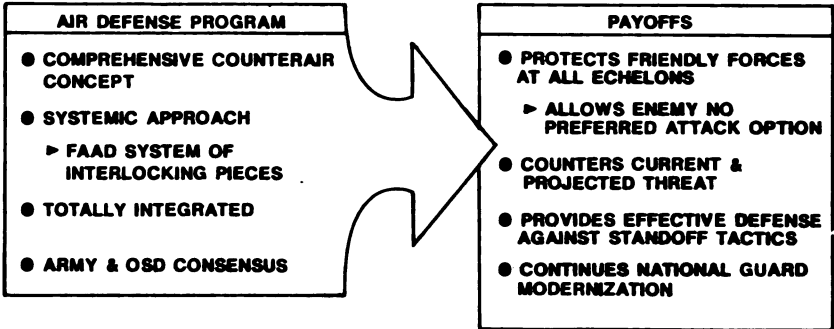 AIR DEFENSE PROGRAM
● COMPREHENSIVE COUNTERAIR
CONCEPT
● SYSTEMIC APPROACH
► FAAD SYSTEM OF
INTERLOCKING PIECES
● TOTALLY INTEGRATED
● ARMY & OSD CONSENSUS
PAYOFFS
● PROTECTS FRIENDLY FORCES
AT ALL ECHELONS
► ALLOWS ENEMY NO
PREFERRED ATTACK OPTION
● COUNTERS CURRENT &
PROJECTED THREAT
● PROVIDES EFFECTIVE DEFENSE
AGAINST STANDOFF TACTICS
● CONTINUES NATIONAL GUARD
MODERNIZATION